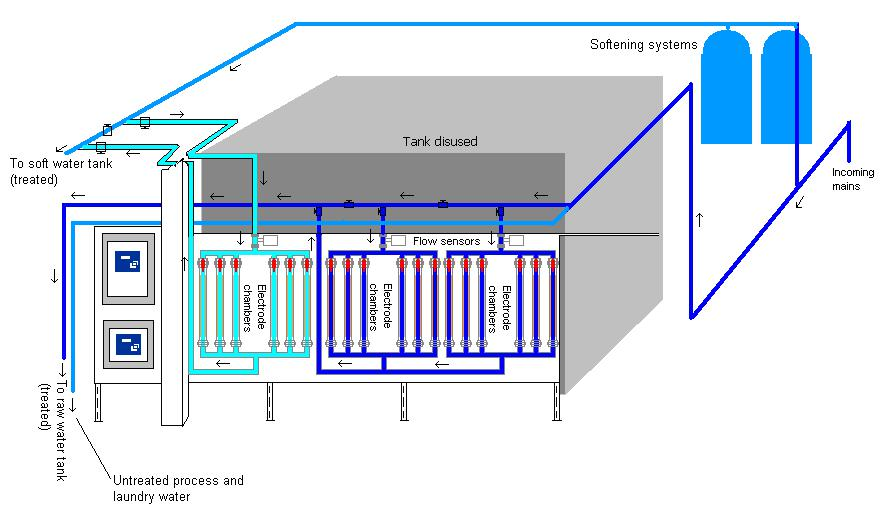 Softening systems
Tank disused
To soft water tank
(treated)
Incoming
mains
Flow sensors
Electrode
chambers
Electrode
chambers
Electrode
chambers
To raw water tank
(treated)
Untreated process and
laundry water